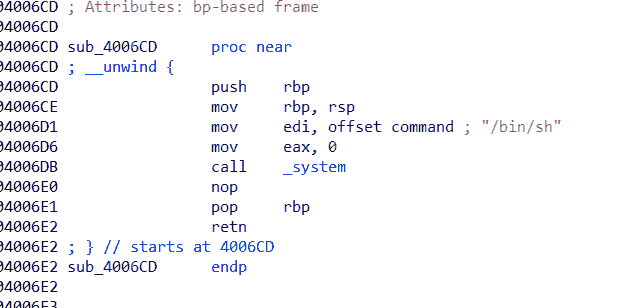 04006CD ; Attributes: bp-based frame
04006CD
04006CD sub_4006CD proc near
04006CD ; __unwind {
04006CD push rbp
04006CE mov rbp, rsp
04006D1 mov edi, offset command ; "/bin/sh"
04006D6 mov eax, 0
04006DB call _system
04006E0 nop
04006E1 pop rbp
04006E2 retn
04006E2 ; } // starts at 4006CD
04006E2 sub_4006CD endp
04006E2
04006E3